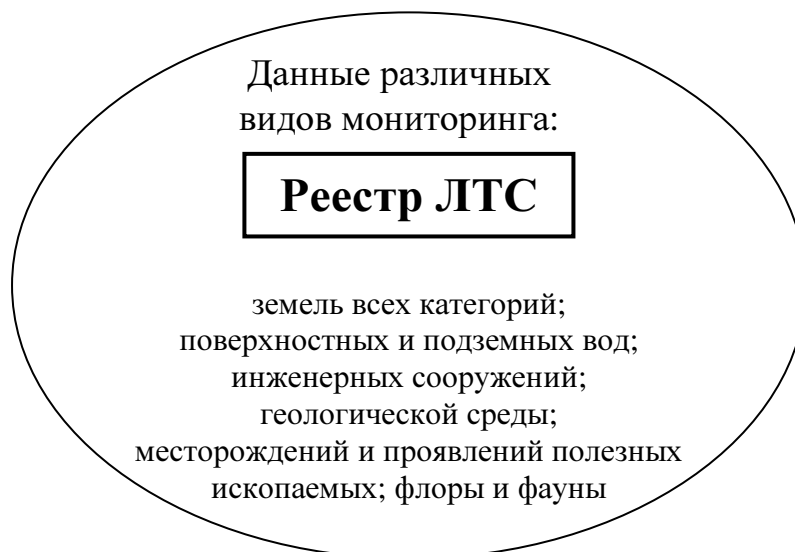 Данные различных
видов мониторинга:
Реестр ЛТС
земель всех категорий;
поверхностных и подземных вод;
инженерных сооружений;
геологической среды;
месторождений и проявлений полезных
ископаемых; флоры и фауны